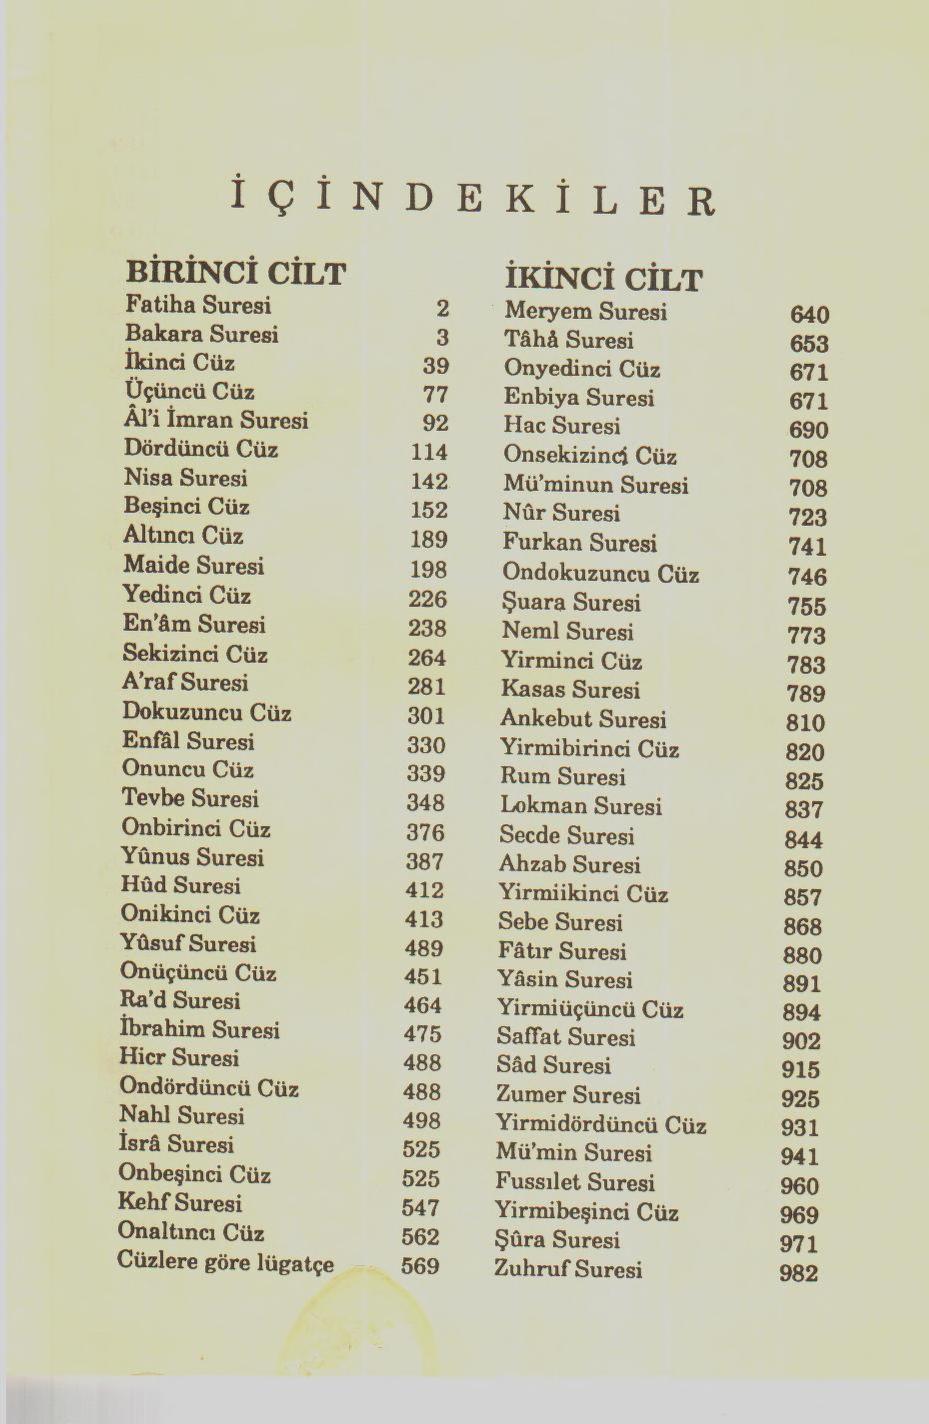 İÇİNDEKİLER
BİRİNCİ CİLT
Fatiha Suresi 2
Bakara Suresi 3
İkinci Cüz 39
Üçüncü Cüz 77
Âl'i İmran Suresi 92
Dördüncü Cüz 114
Nisa Suresi 142
Beşinci Cüz 152
Altıncı Cüz 189
Maide Suresi 198
Yedinci Cüz 226
En'âm Suresi 238
Sekizinci Cüz 264
A'raf Suresi 281
Dokuzuncu Cüz 301
Enfâl Suresi 330
Onuncu Cüz 339
Tevbe Suresi 348
Onbirinci Cüz 376
Yûnus Suresi 387
Hûd Suresi 412
Onikinci Cüz 413
Yûsuf Suresi 489
Onüçüncü Cüz 451
Ra'd Suresi 464
İbrahim Suresi 475
Hicr Suresi 488
Ondördüncü Cüz 488
Nahl Suresi 498
İsrâ Suresi 525
Onbeşinci Cüz 525
Kehf Suresi 547
Onaltıncı Cüz 562
Cüzlere göre lügatçe 569
İKİNCİ CİLT
Meryem Suresi 640
Tâhâ Suresi 653
Onyedinci Cüz 671
Enbiya Suresi 671
Hac Suresi 690
Onsekizinci Cüz 708
Mü'minun Suresi 708
Nûr Suresi 723
Furkan Suresi 741
Ondokuzuncu Cüz 746
Şuara Suresi 755
Neml Suresi 773
Yirminci Cüz 783
Kasas Suresi 789
Ankebut Suresi 810
Yirmibirinci Cüz 820
Rum Suresi 825
Lokman Suresi 837
Secde Suresi 844
Ahzab Suresi 850
Yirmiikinci Cüz 857
Sebe Suresi 868
Fâtır Suresi 880
Yâsin Suresi 891
Yirmiüçüncü Cüz 894
Saffat Suresi 902
Sâd Suresi 915
Zumer Suresi 925
Yirmidördüncü Cüz 931
Mü'min Suresi 941
Fussılet Suresi 960
Yirmibeşinci Cüz 969
Şûra Suresi 971
Zuhruf Suresi 982